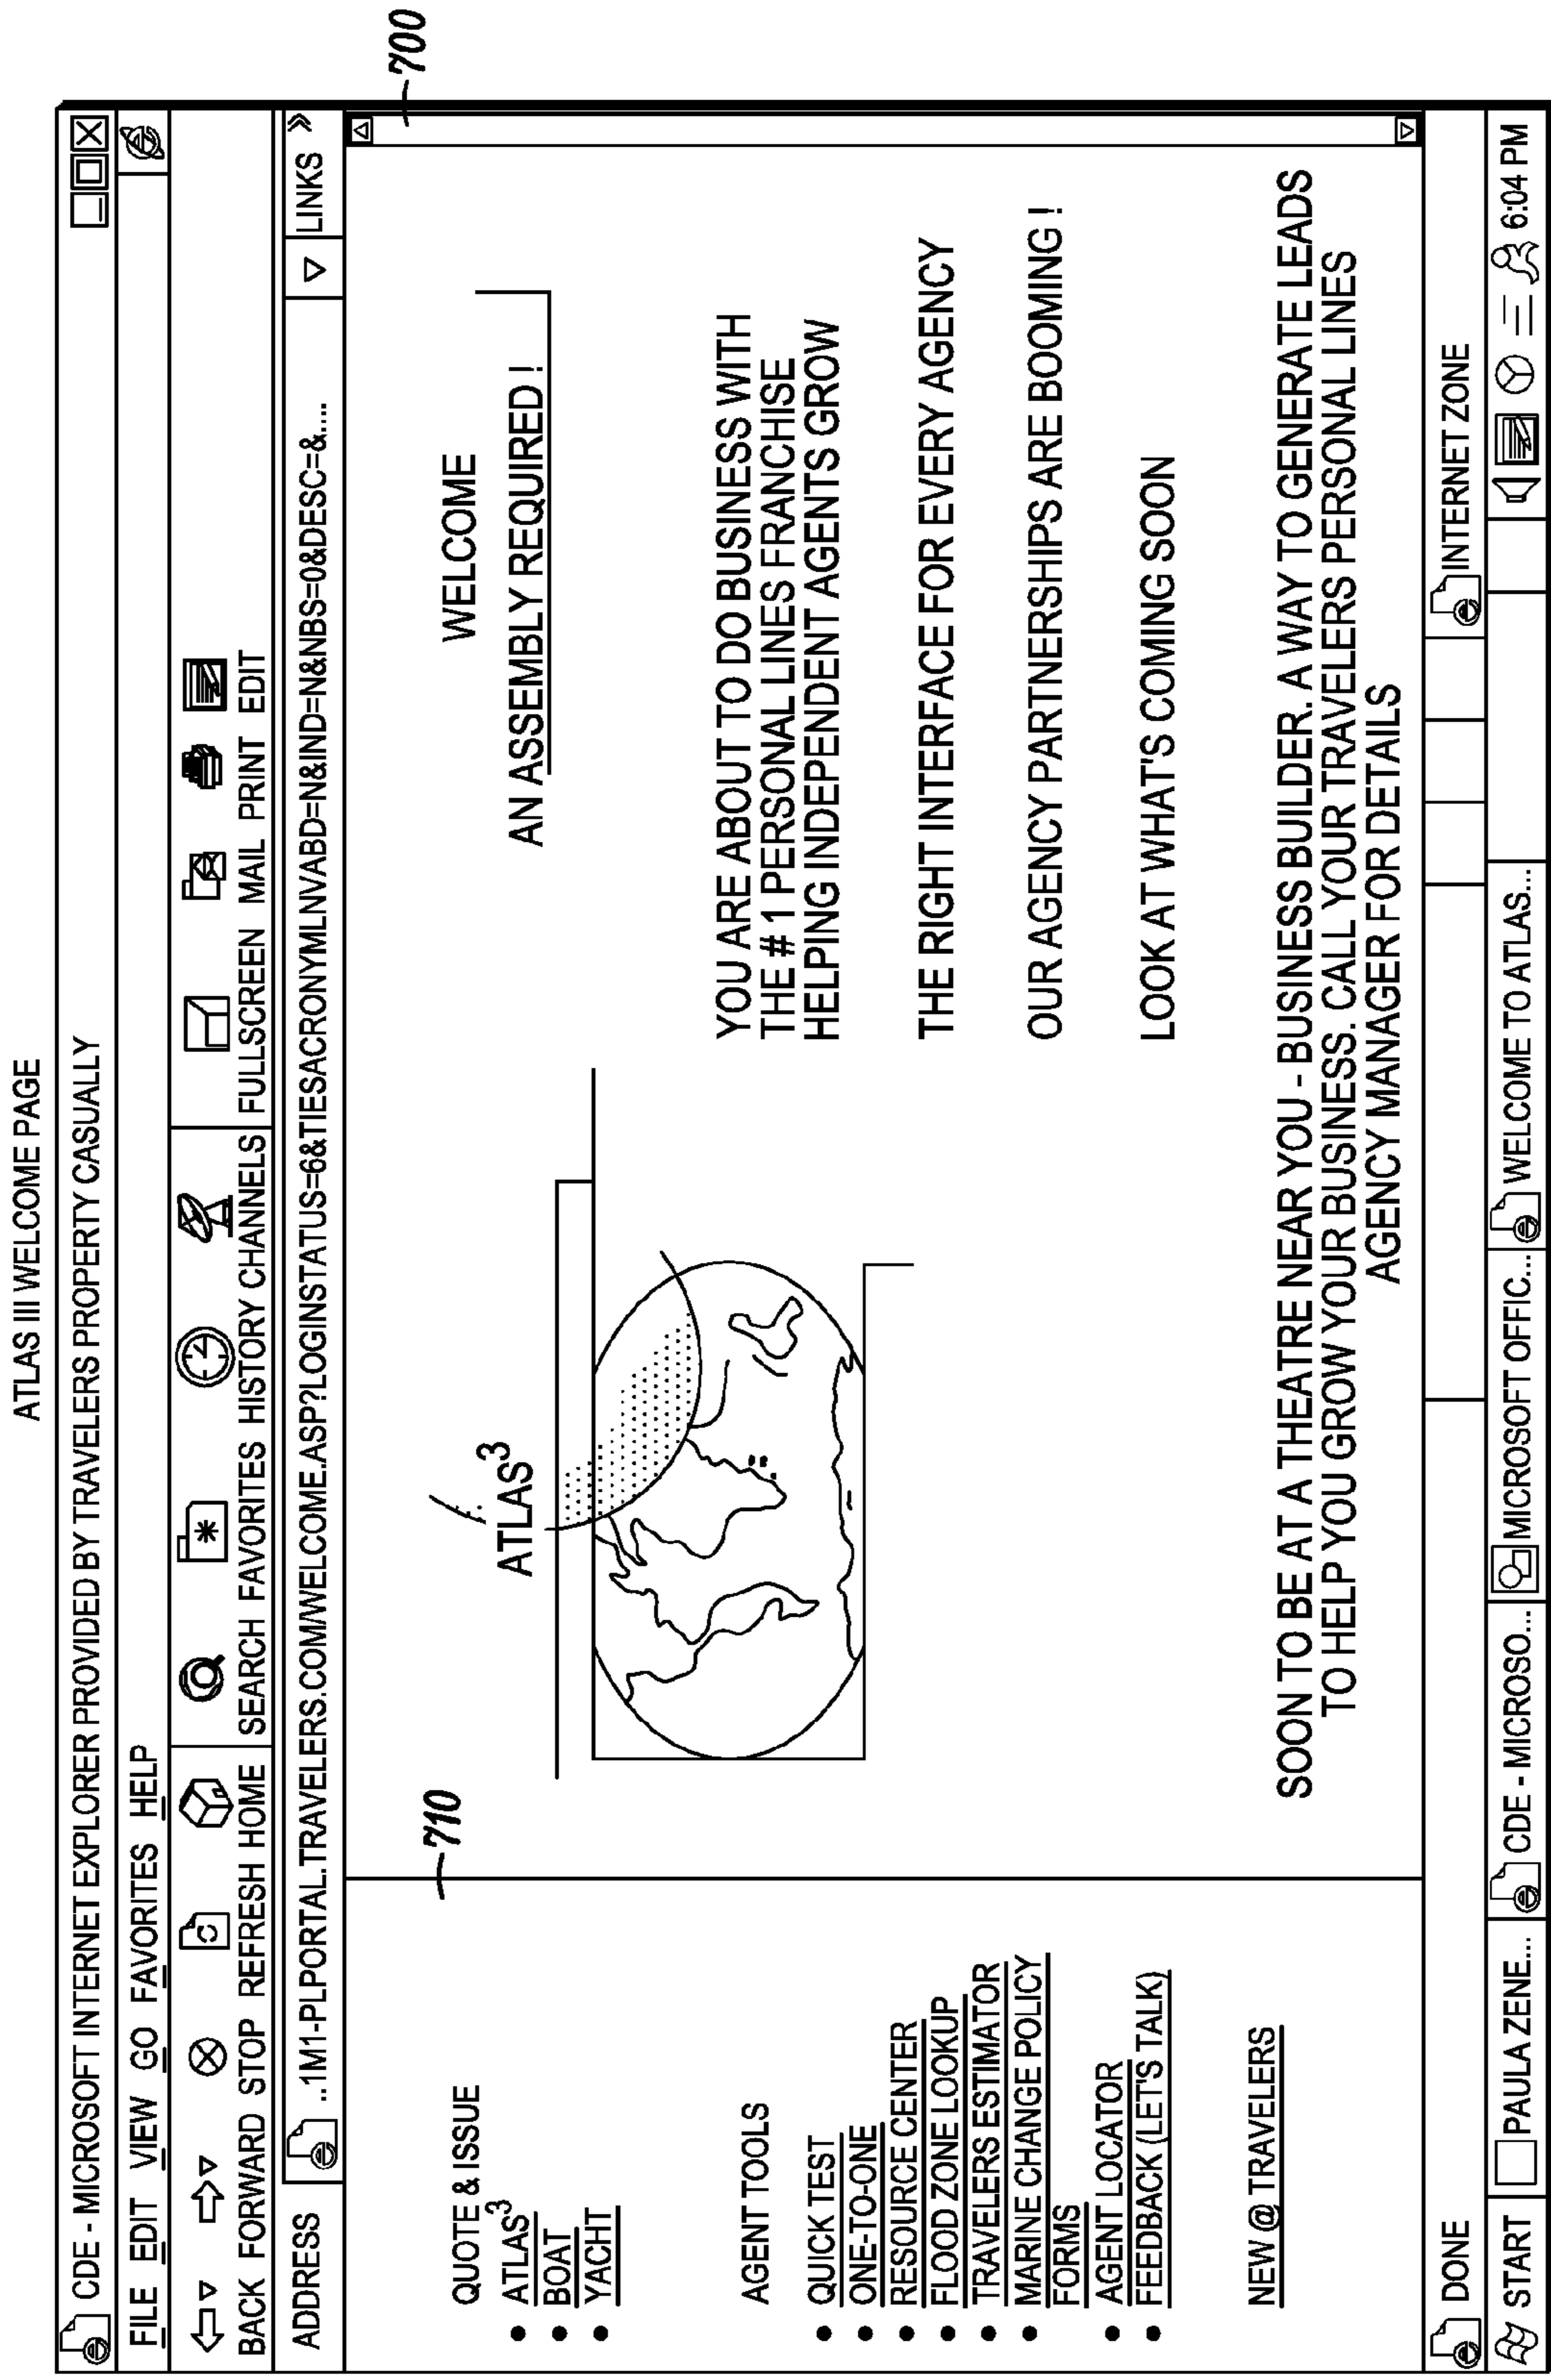 ATLAS III WELCOME PAGE
CDE - MICROSOFT INTERNET EXPLORER PROVIDED BY TRAVELERS PROPERTY CASUALLY
FILE EDIT VIEW GO FAVORITES HELP
BACK FORWARD STOP REFRESH HOME SEARCH FAVORITES HISTORY CHANNELS FULLSCREEN MAIL PRINT EDIT
ADDRESS ..1M1-PLPORTAL.TRAVELERS.COM/WELCOME.ASP?LOGINSTATUS=6&TIESACRONYMLNVABD=N&IND=N&NBS=0&DESC=&.... LINKS »
700
710
QUOTE & ISSUE
• ATLAS³
• BOAT
• YACHT
AGENT TOOLS
• QUICK TEST
• ONE-TO-ONE
• RESOURCE CENTER
• FLOOD ZONE LOOKUP
• TRAVELERS ESTIMATOR
• MARINE CHANGE POLICY
FORMS
• AGENT LOCATOR
• FEEDBACK (LET'S TALK)
NEW @ TRAVELERS
ATLAS³
WELCOME
AN ASSEMBLY REQUIRED !
YOU ARE ABOUT TO DO BUSINESS WITH
THE # 1 PERSONAL LINES FRANCHISE
HELPING INDEPENDENT AGENTS GROW
THE RIGHT INTERFACE FOR EVERY AGENCY
OUR AGENCY PARTNERSHIPS ARE BOOMING !
LOOK AT WHAT'S COMING SOON
SOON TO BE AT A THEATRE NEAR YOU - BUSINESS BUILDER. A WAY TO GENERATE LEADS
TO HELP YOU GROW YOUR BUSINESS. CALL YOUR TRAVELERS PERSONAL LINES
AGENCY MANAGER FOR DETAILS
DONE INTERNET ZONE
START PAULA ZENE... CDE - MICROSO... MICROSOFT OFFIC... WELCOME TO ATLAS... 6:04 PM